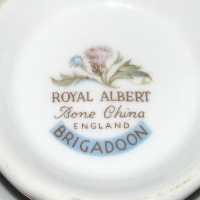 ROYAL ALBERT
Bone China
ENGLAND
BRIGADOON